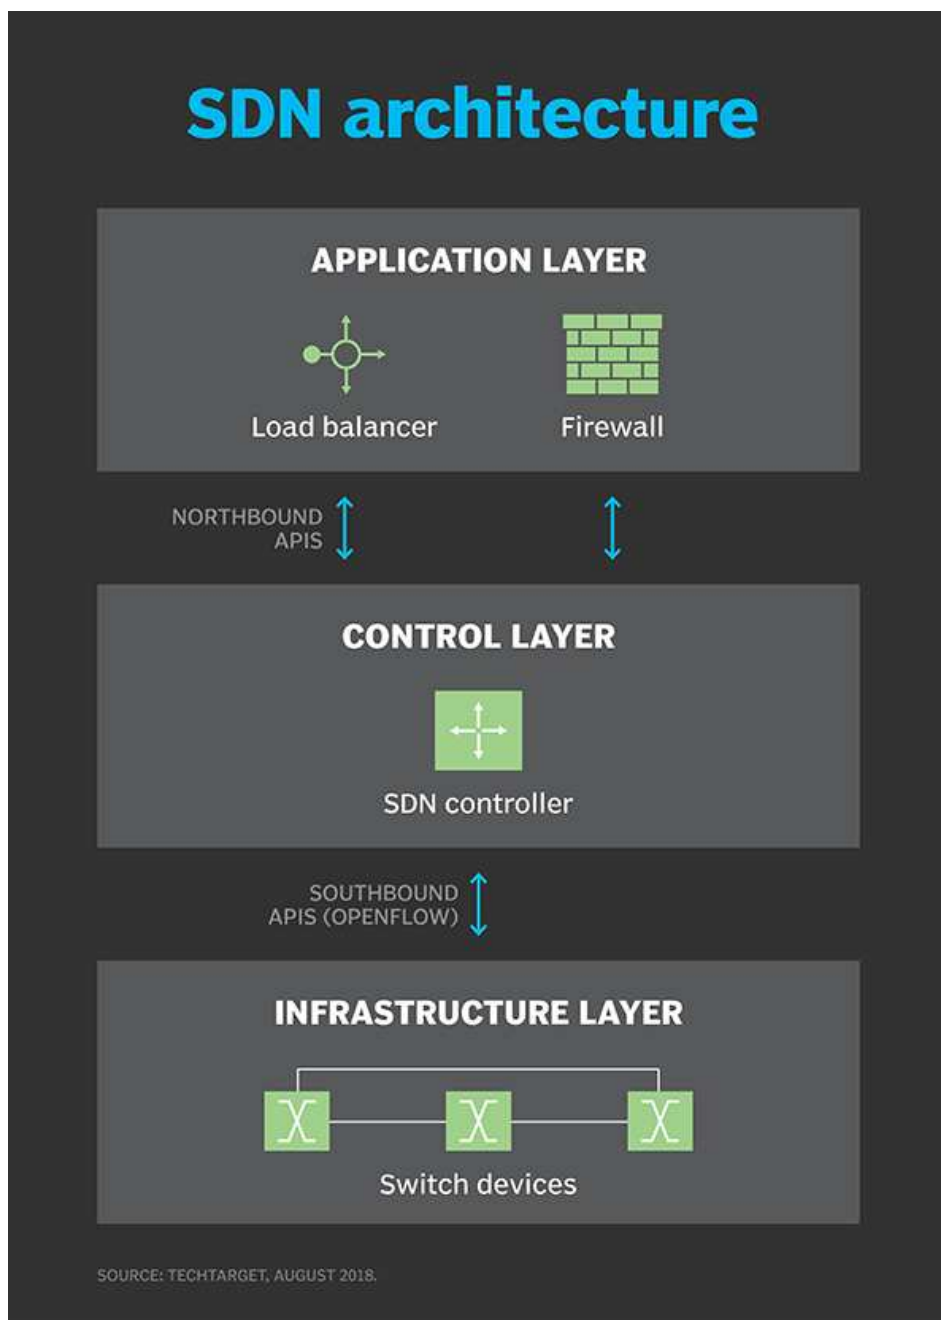 SDN architecture
APPLICATION LAYER
Load balancer
Firewall
NORTHBOUND
APIS
CONTROL LAYER
SDN controller
SOUTHBOUND
APIS (OPENFLOW)
INFRASTRUCTURE LAYER
Switch devices
SOURCE: TECHTARGET, AUGUST 2018.